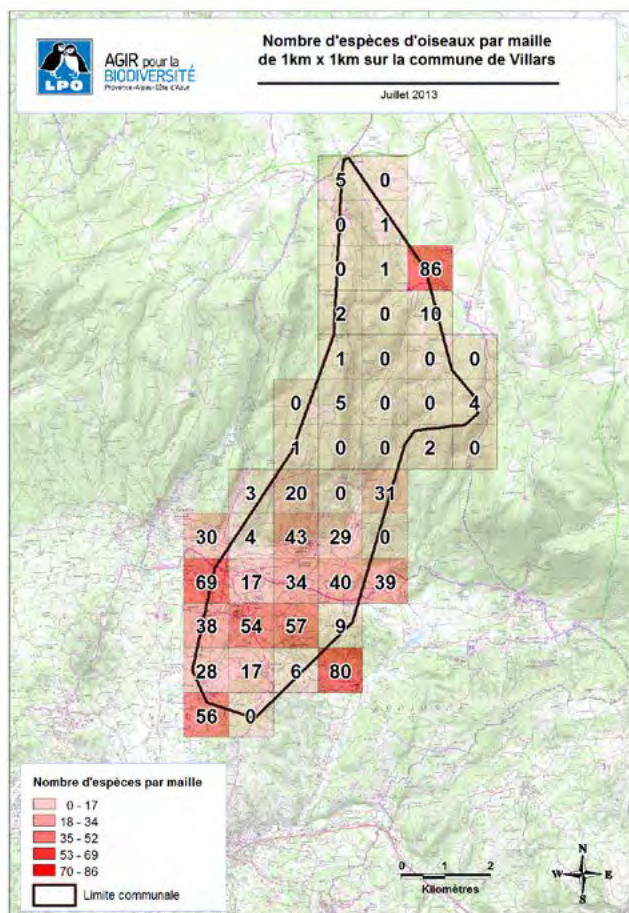 LPO
AGIR pour la
BIODIVERSITÉ
Provence-Alpes-Côte d'Azur
Nombre d'espèces d'oiseaux par maille
de 1km x 1km sur la commune de Villars
Juillet 2013
5 0
0 1
0 1 86
2 0 10
1 0 0 0
0 5 0 0 4
1 0 0 2 0
3 20 0 31
30 4 43 29 0
69 17 34 40 39
38 54 57 9
28 17 6 80
56 0
Nombre d'espèces par maille
0 - 17
18 - 34
35 - 52
53 - 69
70 - 86
Limite communale
0 1 2
Kilomètres
N
W E
S